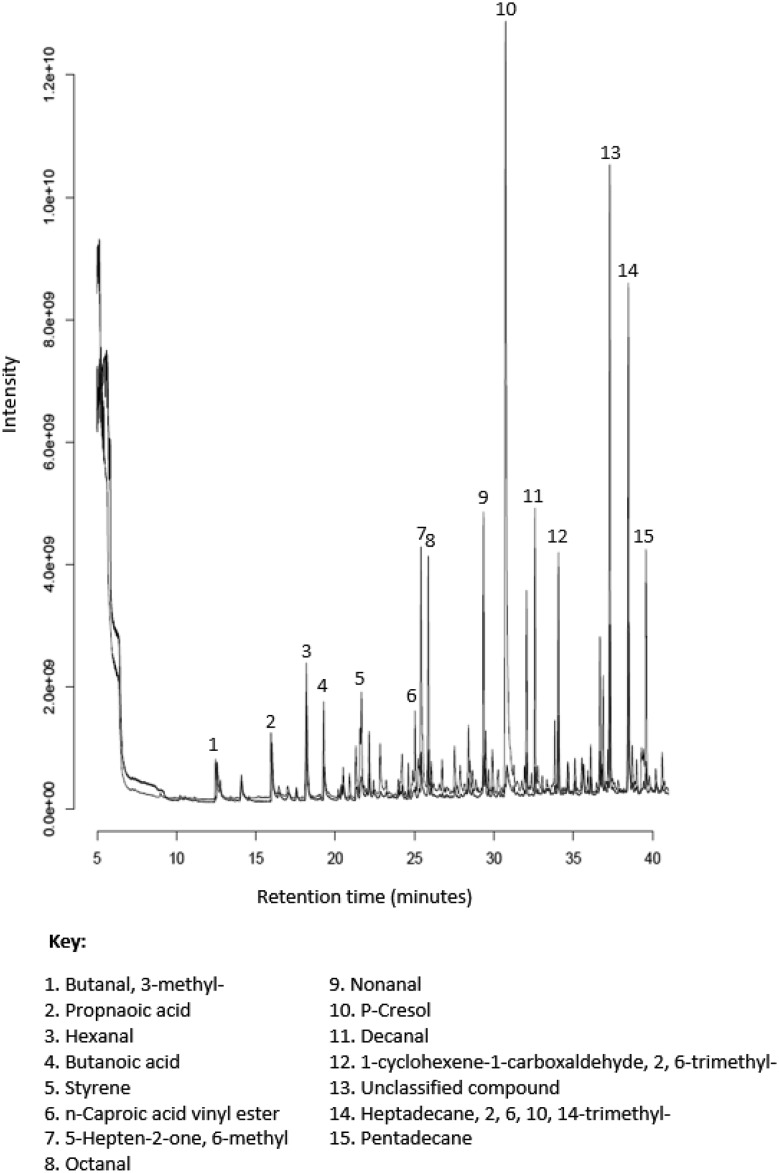 10
1.2e+10
13
1.0e+10
14
8.0e+09
Intensity
6.0e+09
9
11
7
8
12
15
4.0e+09
3
5
4
6
2.0e+09
2
1
0.0e+00
5 10 15 20 25 30 35 40
Retention time (minutes)
Key:
1. Butanal, 3-methyl-
2. Propnaoic acid
3. Hexanal
4. Butanoic acid
5. Styrene
6. n-Caproic acid vinyl ester
7. 5-Hepten-2-one, 6-methyl
8. Octanal
9. Nonanal
10. P-Cresol
11. Decanal
12. 1-cyclohexene-1-carboxaldehyde, 2, 6-trimethyl-
13. Unclassified compound
14. Heptadecane, 2, 6, 10, 14-trimethyl-
15. Pentadecane